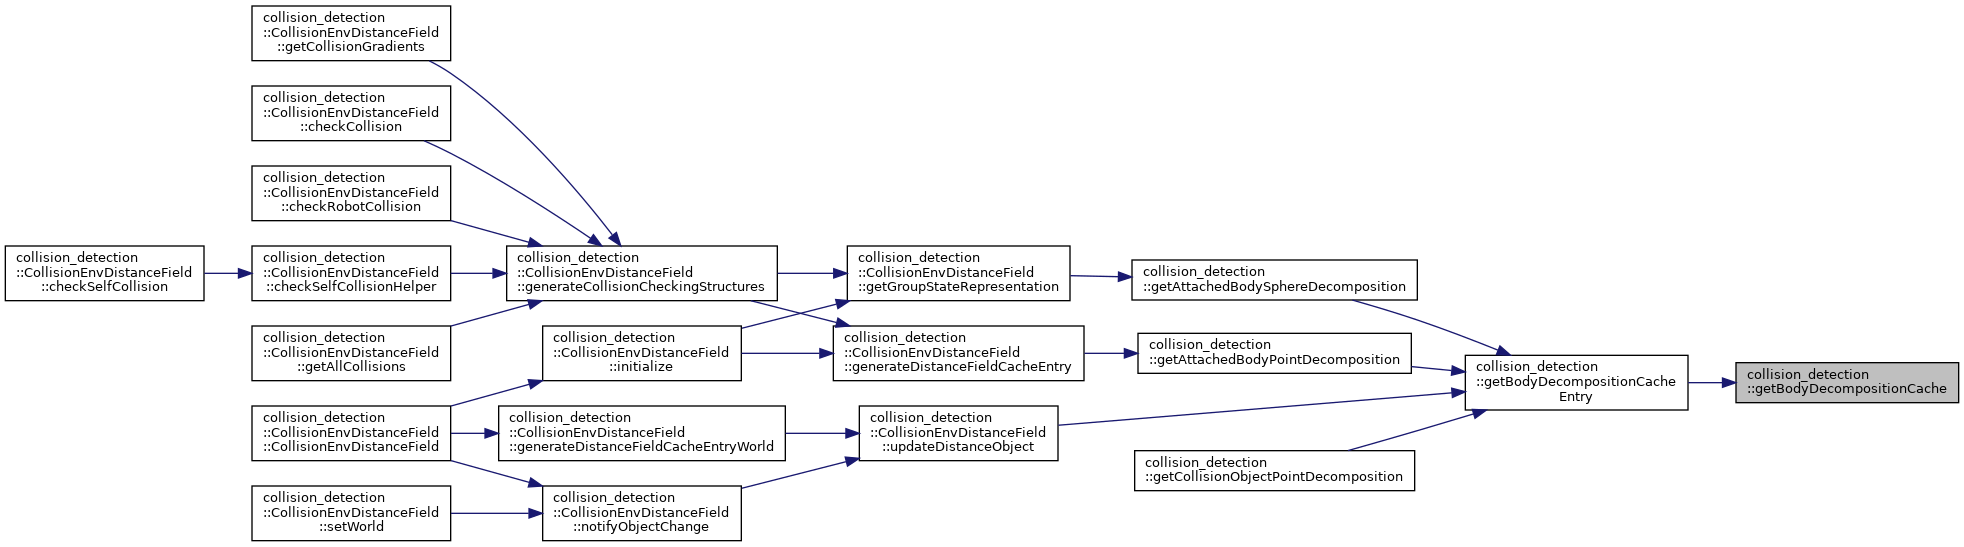 collision_detection
::CollisionEnvDistanceField
::getCollisionGradients
collision_detection
::CollisionEnvDistanceField
::checkCollision
collision_detection
::CollisionEnvDistanceField
::checkRobotCollision
collision_detection
::CollisionEnvDistanceField
::checkSelfCollision
collision_detection
::CollisionEnvDistanceField
::checkSelfCollisionHelper
collision_detection
::CollisionEnvDistanceField
::generateCollisionCheckingStructures
collision_detection
::CollisionEnvDistanceField
::getGroupStateRepresentation
collision_detection
::getAttachedBodySphereDecomposition
collision_detection
::CollisionEnvDistanceField
::getAllCollisions
collision_detection
::CollisionEnvDistanceField
::initialize
collision_detection
::CollisionEnvDistanceField
::generateDistanceFieldCacheEntry
collision_detection
::getAttachedBodyPointDecomposition
collision_detection
::getBodyDecompositionCache
Entry
collision_detection
::getBodyDecompositionCache
collision_detection
::CollisionEnvDistanceField
::CollisionEnvDistanceField
collision_detection
::CollisionEnvDistanceField
::generateDistanceFieldCacheEntryWorld
collision_detection
::CollisionEnvDistanceField
::updateDistanceObject
collision_detection
::getCollisionObjectPointDecomposition
collision_detection
::CollisionEnvDistanceField
::setWorld
collision_detection
::CollisionEnvDistanceField
::notifyObjectChange